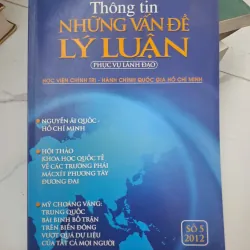 Thông tin
NHỮNG VẤN ĐỀ
LÝ LUẬN
(PHỤC VỤ LÃNH ĐẠO)
HỌC VIỆN CHÍNH TRỊ - HÀNH CHÍNH QUỐC GIA HỒ CHÍ MINH
NGUYỄN ÁI QUỐC -
HỒ CHÍ MINH
HỘI THẢO
KHOA HỌC QUỐC TẾ
VỀ CÁC TRƯỜNG PHÁI
MÁCXÍT PHƯƠNG TÂY
ĐƯƠNG ĐẠI
MỸ CHOÁNG VÁNG:
TRUNG QUỐC
BÀI BINH BỐ TRẬN
TRÊN BIỂN ĐÔNG
VƯỢT QUÁ DỰ LIỆU
CỦA TẤT CẢ MỌI NGƯỜI
SỐ 5
2012